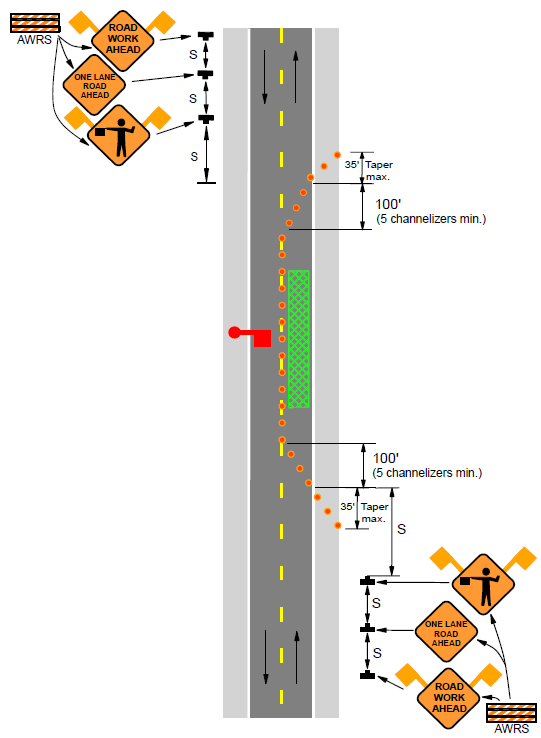 AWRS
ROAD
WORK
AHEAD
S
ONE LANE
ROAD
AHEAD
S
S
35' Taper
max.
100'
(5 channelizers min.)
100'
(5 channelizers min.)
35' Taper
max.
S
S
ONE LANE
ROAD
AHEAD
S
ROAD
WORK
AHEAD
AWRS